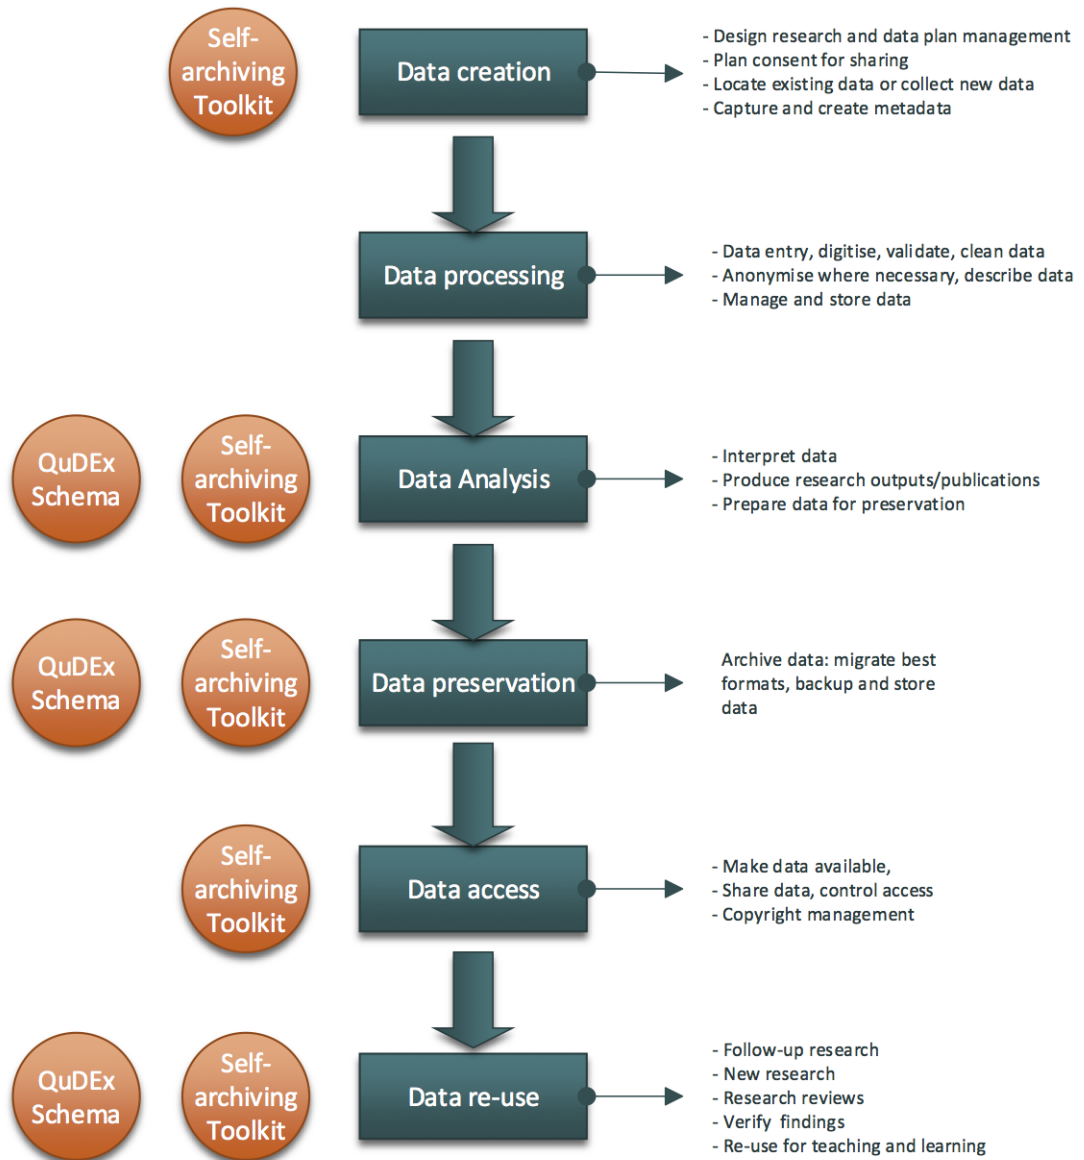 Self-
archiving
Toolkit
Data creation
- Design research and data plan management
- Plan consent for sharing
- Locate existing data or collect new data
- Capture and create metadata
Data processing
- Data entry, digitise, validate, clean data
- Anonymise where necessary, describe data
- Manage and store data
QuDEx
Schema
Self-
archiving
Toolkit
Data Analysis
- Interpret data
- Produce research outputs/publications
- Prepare data for preservation
QuDEx
Schema
Self-
archiving
Toolkit
Data preservation
Archive data: migrate best
formats, backup and store
data
Self-
archiving
Toolkit
Data access
- Make data available,
- Share data, control access
- Copyright management
QuDEx
Schema
Self-
archiving
Toolkit
Data re-use
- Follow-up research
- New research
- Research reviews
- Verify findings
- Re-use for teaching and learning